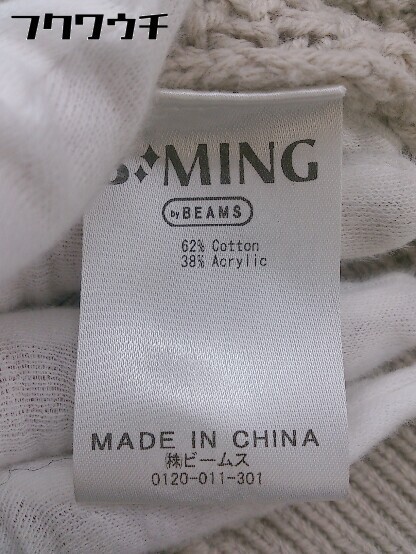 フクワウチ
B✦MING
by BEAMS
62% Cotton
38% Acrylic
MADE IN CHINA
㈱ビームス
0120-011-301